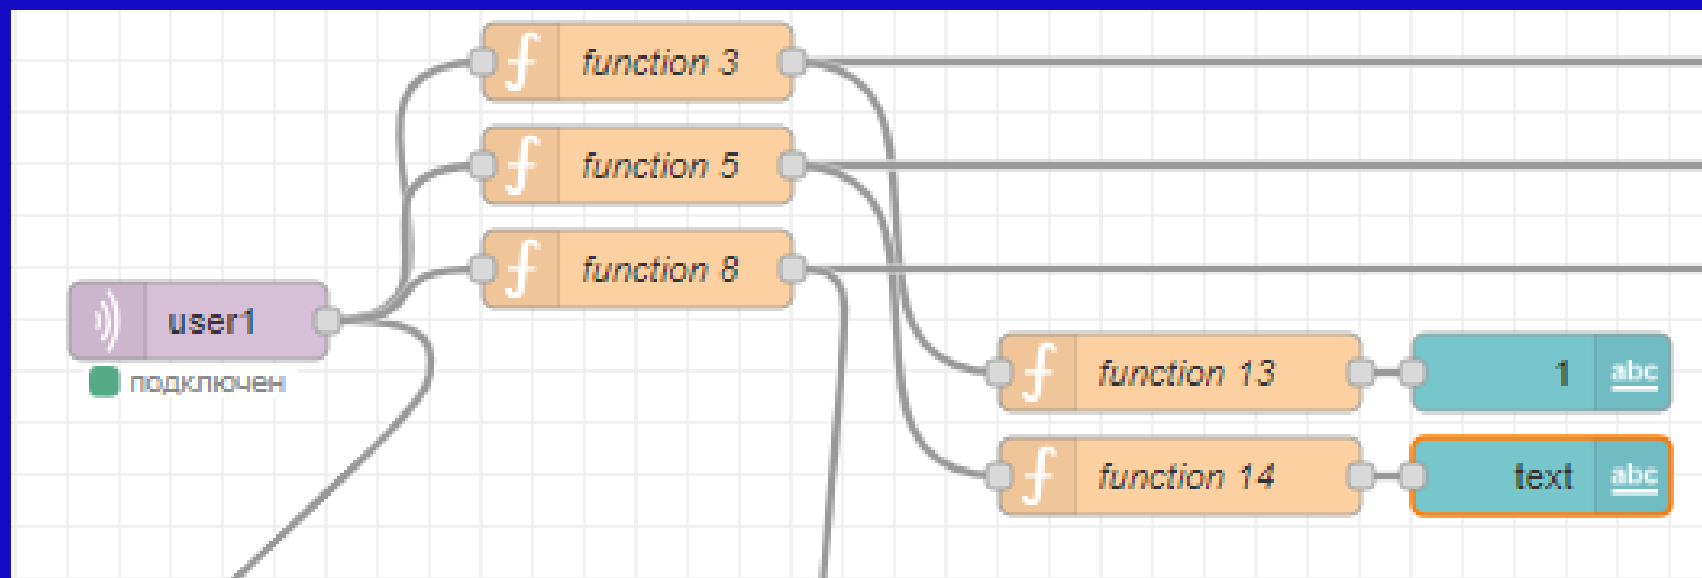 function 3
function 5
function 8
user1
подключен
function 13
1
abc
function 14
text
abc